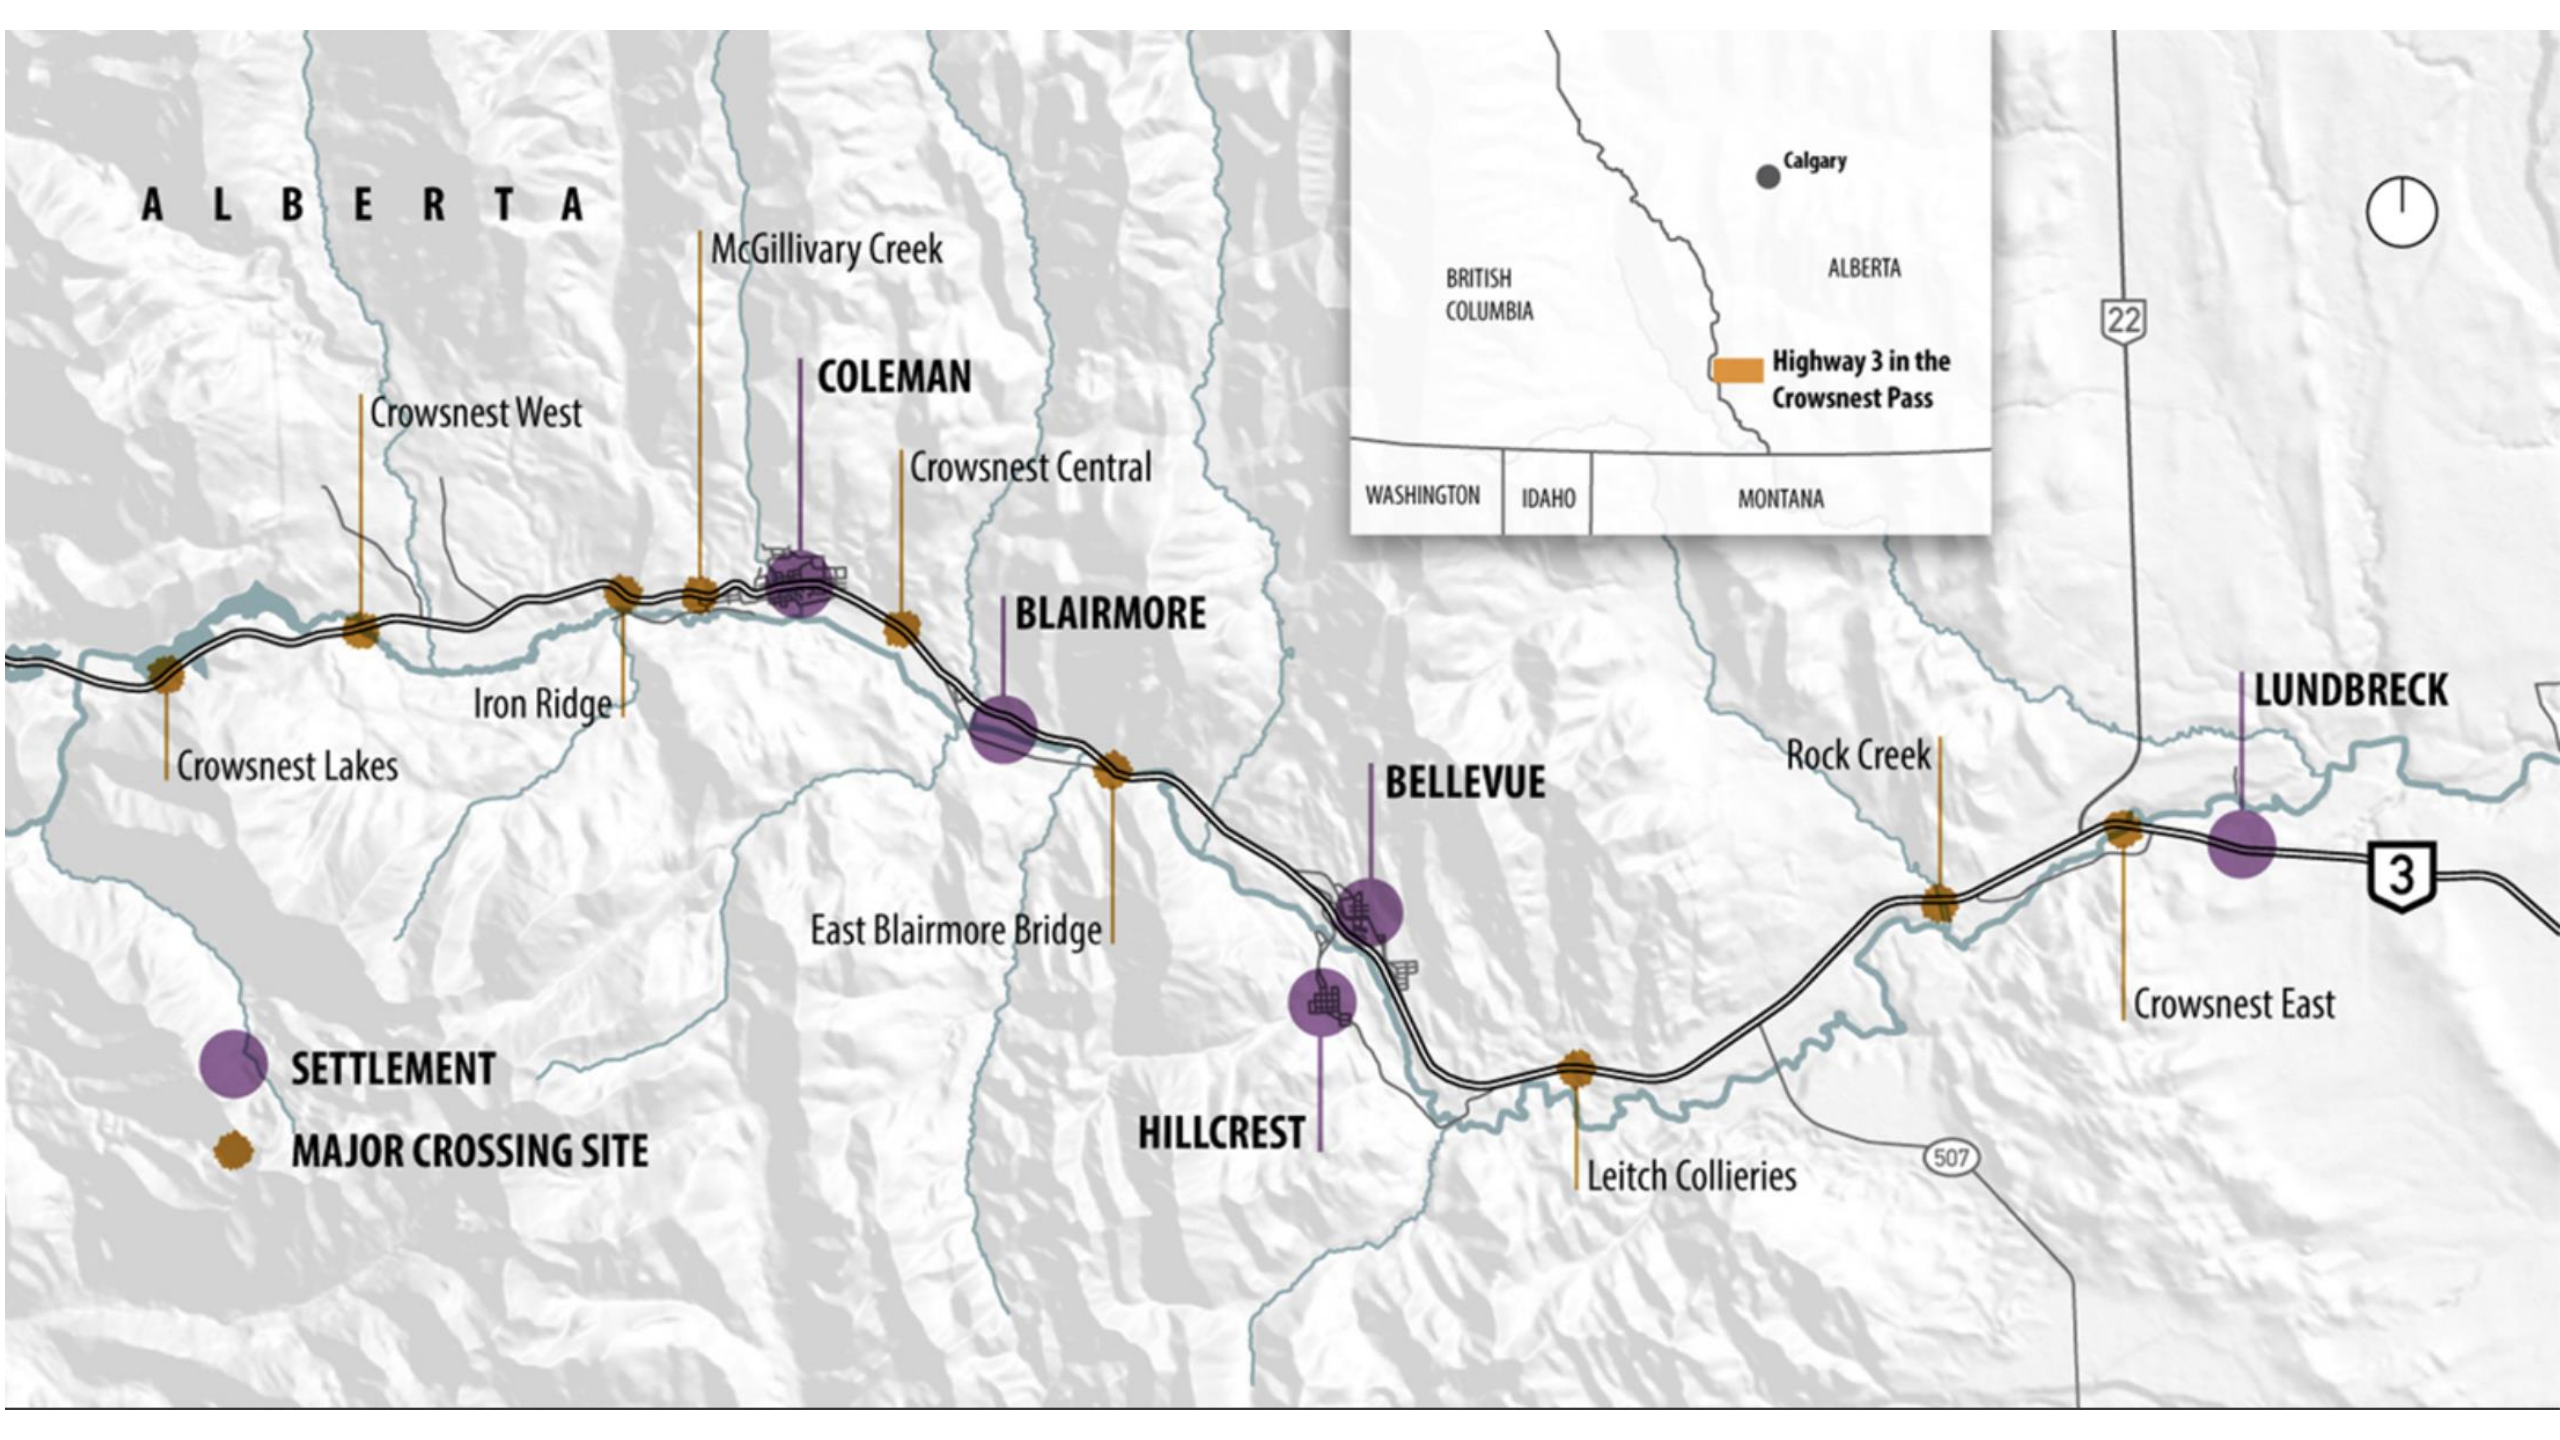 ALBERTA
McGillivary Creek
COLEMAN
Crowsnest West
Crowsnest Central
BLAIRMORE
Iron Ridge
Crowsnest Lakes
East Blairmore Bridge
BELLEVUE
HILLCREST
Leitch Collieries
Rock Creek
LUNDBRECK
Crowsnest East
22
3
507
Calgary
BRITISH
COLUMBIA
ALBERTA
Highway 3 in the
Crowsnest Pass
WASHINGTON
IDAHO
MONTANA
SETTLEMENT
MAJOR CROSSING SITE